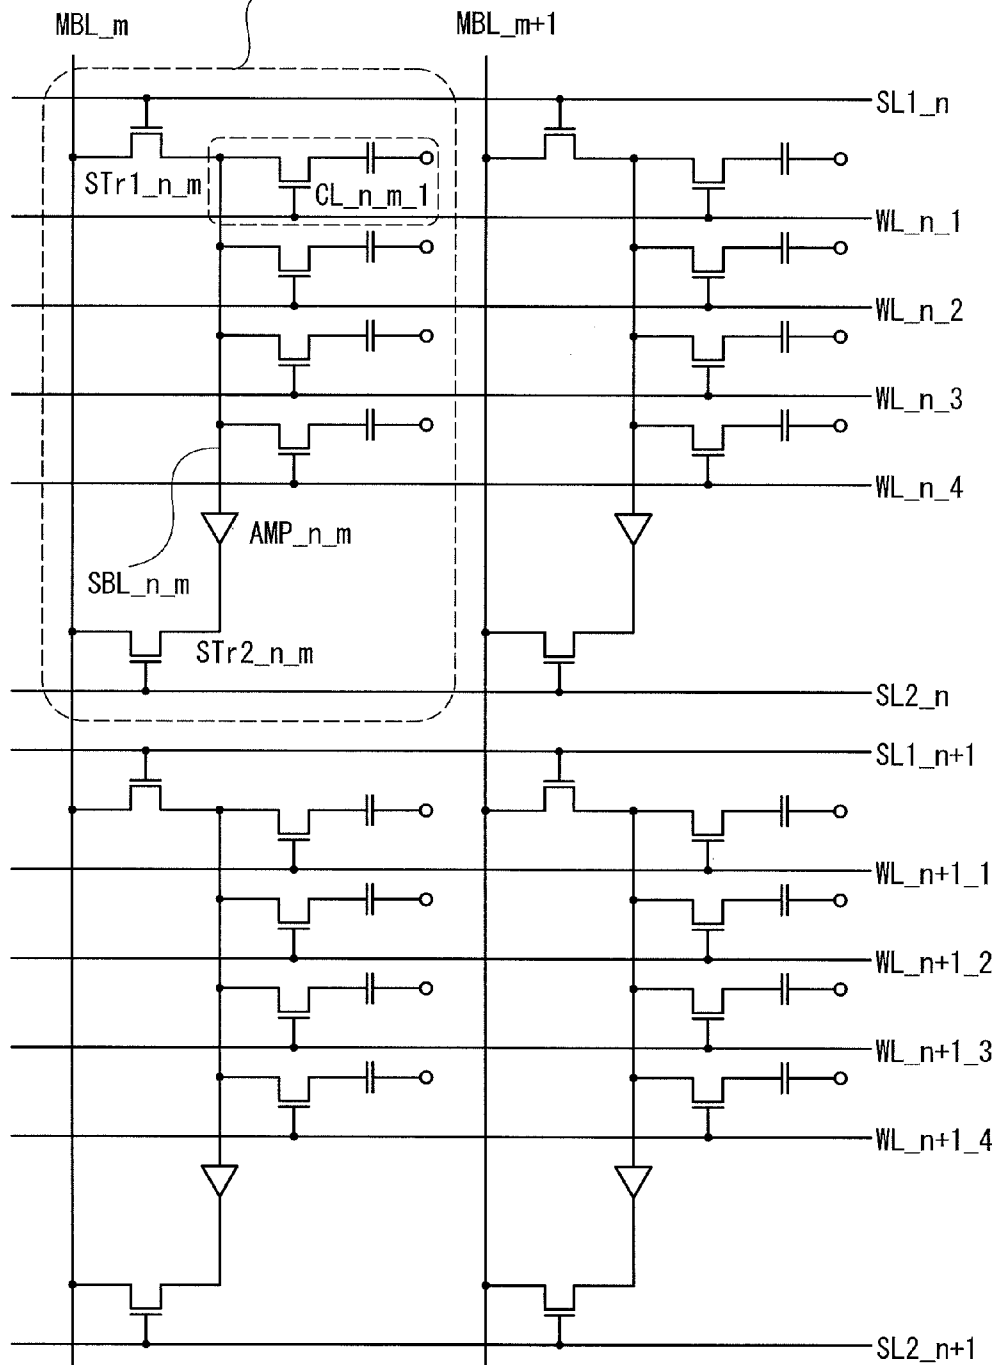 MBL_m
MBL_m+1
SL1_n
STr1_n_m
CL_n_m_1
WL_n_1
WL_n_2
WL_n_3
WL_n_4
AMP_n_m
SBL_n_m
STr2_n_m
SL2_n
SL1_n+1
WL_n+1_1
WL_n+1_2
WL_n+1_3
WL_n+1_4
SL2_n+1